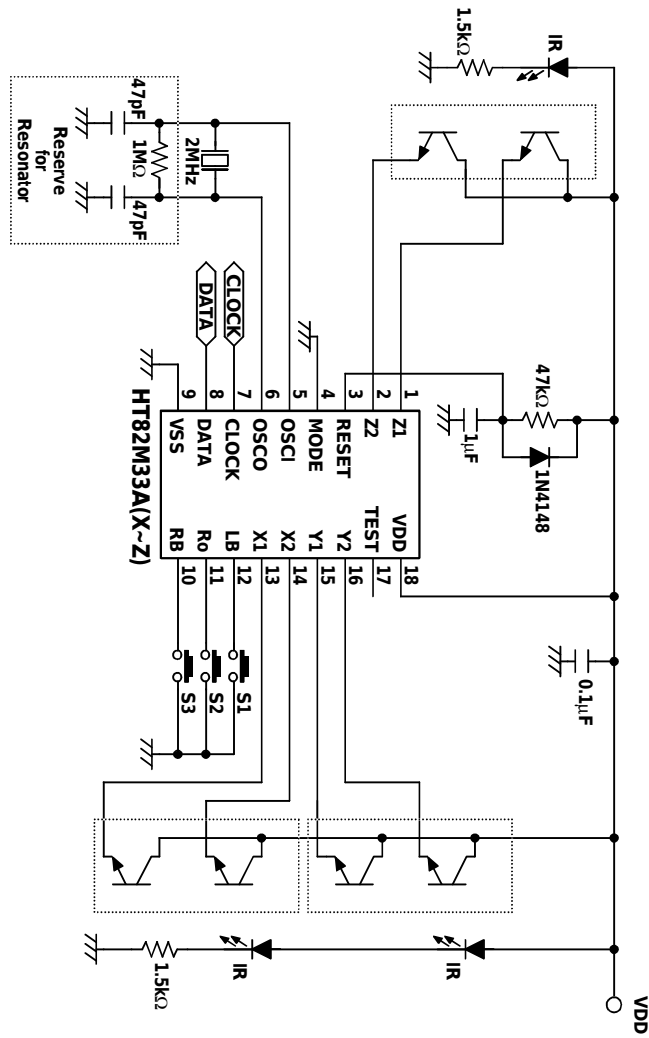 VDD
1.5kΩ
IR
47kΩ
1N4148
1μF
0.1μF
47pF
47pF
1MΩ
2MHz
Reserve
for
Resonator
CLOCK
DATA
1
2
3
4
5
6
7
8
9
Z1
Z2
RESET
MODE
OSCI
OSCO
CLOCK
DATA
VSS
VDD
TEST
Y2
Y1
X2
X1
LB
Ro
RB
18
17
16
15
14
13
12
11
10
HT82M33A(X~Z)
S1
S2
S3
IR
IR
1.5kΩ